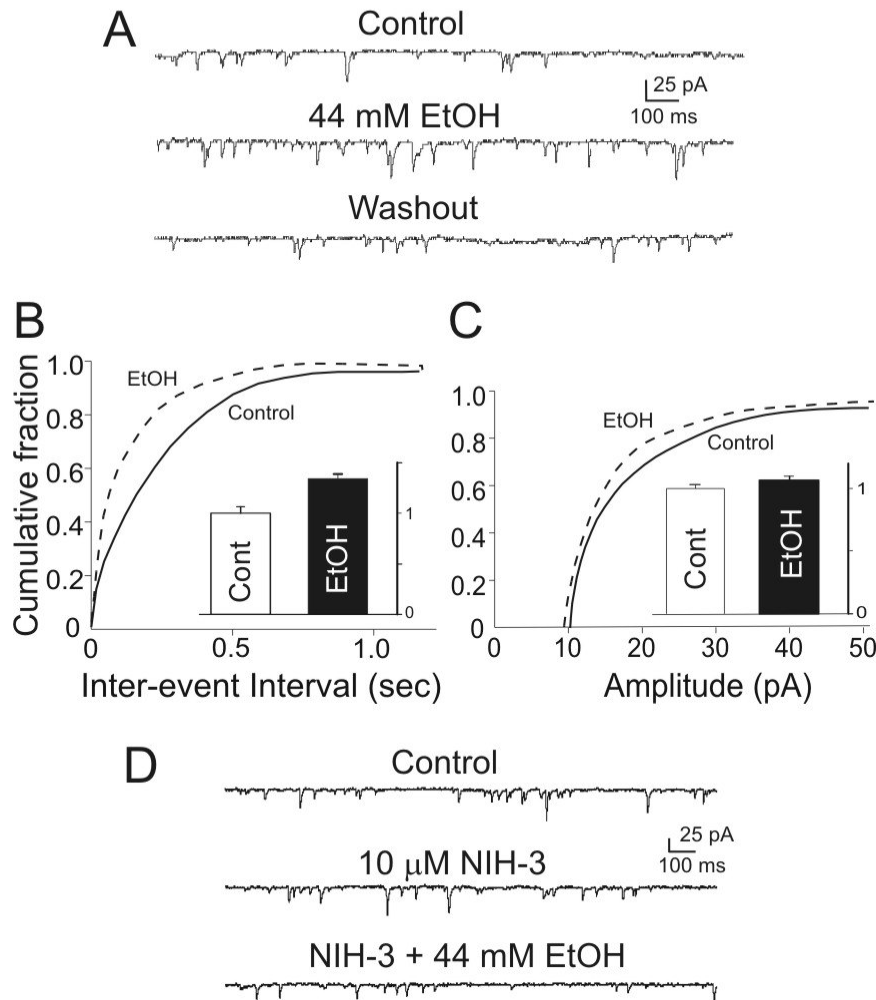 A
Control
25 pA
100 ms
44 mM EtOH
Washout
B
Cumulative fraction
1.0
0.8
0.6
0.4
0.2
0
EtOH
Control
Cont
EtOH
1
0
0
0.5
1.0
Inter-event Interval (sec)
C
1.0
0.8
0.6
0.4
0.2
0
EtOH
Control
Cont
EtOH
1
0
0
10
20
30
40
50
Amplitude (pA)
D
Control
25 pA
100 ms
10 μM NIH-3
NIH-3 + 44 mM EtOH